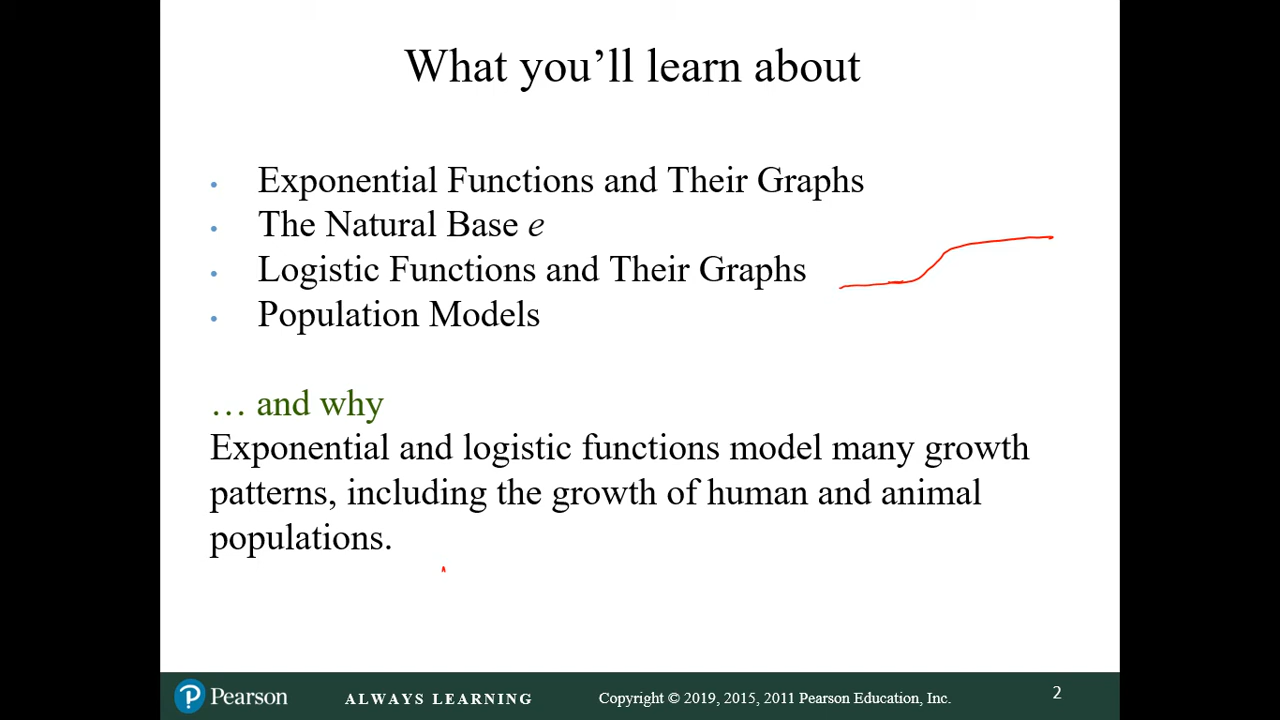 What you’ll learn about
• Exponential Functions and Their Graphs
• The Natural Base e
• Logistic Functions and Their Graphs
• Population Models
… and why
Exponential and logistic functions model many growth
patterns, including the growth of human and animal
populations.
Pearson
ALWAYS LEARNING
Copyright © 2019, 2015, 2011 Pearson Education, Inc.
2